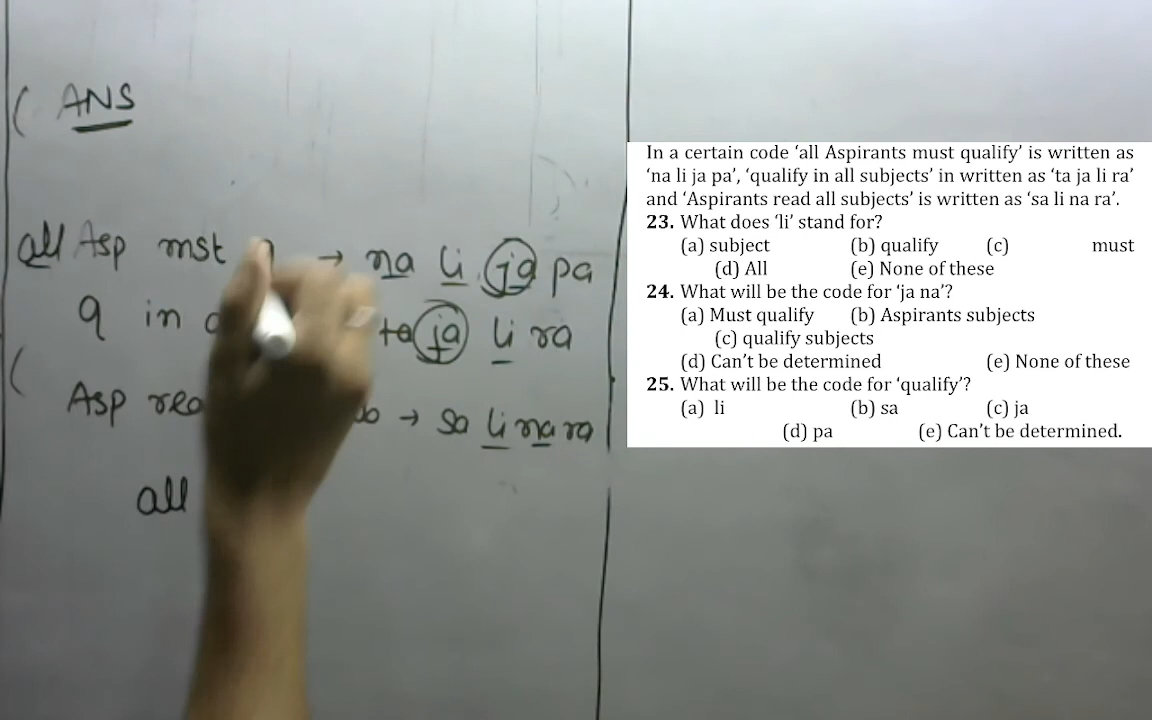 ( ANS
all Asp mst → na li ja pa
q in ta ja li ra
( Asp rea → sa li na ra
all
In a certain code ‘all Aspirants must qualify’ is written as
‘na li ja pa’, ‘qualify in all subjects’ in written as ‘ta ja li ra’
and ‘Aspirants read all subjects’ is written as ‘sa li na ra’.
23. What does ‘li’ stand for?
(a) subject (b) qualify (c) must
(d) All (e) None of these
24. What will be the code for ‘ja na’?
(a) Must qualify (b) Aspirants subjects
(c) qualify subjects
(d) Can’t be determined (e) None of these
25. What will be the code for ‘qualify’?
(a) li (b) sa (c) ja
(d) pa (e) Can’t be determined.